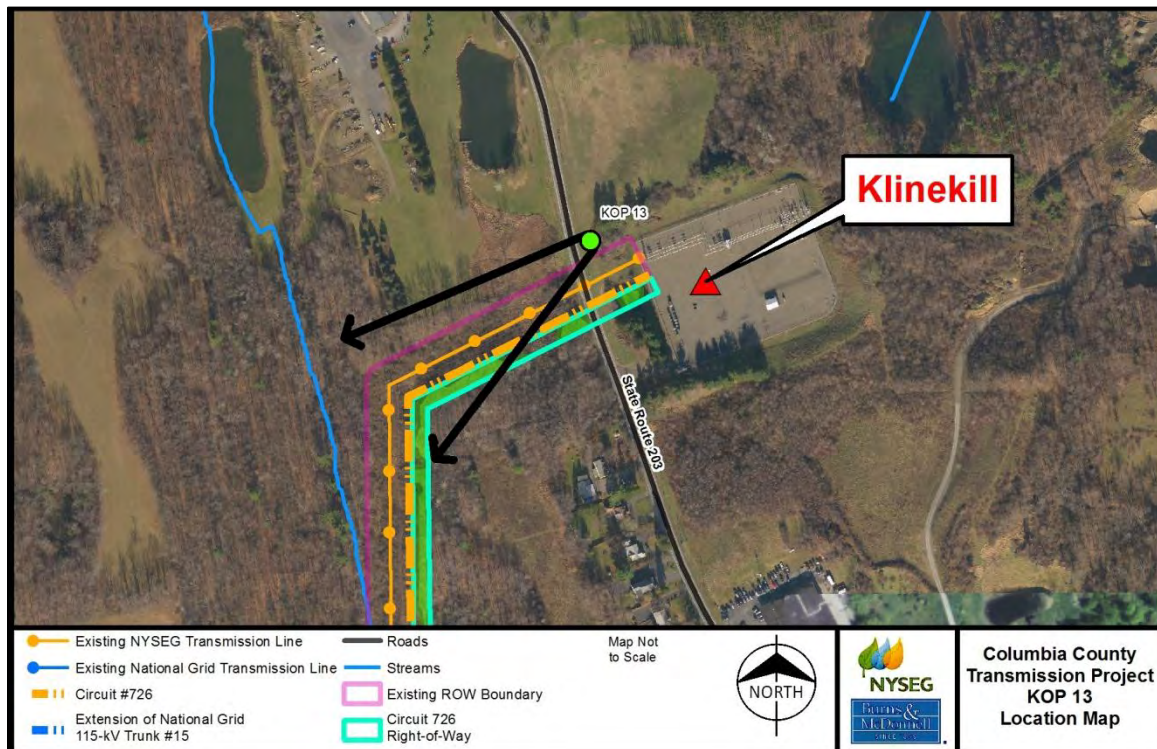 KOP 13
Klinekill
State Route 203
Existing NYSEG Transmission Line
Existing National Grid Transmission Line
Circuit #726
Extension of National Grid
115-kV Trunk #15
Roads
Streams
Existing ROW Boundary
Circuit 726
Right-of-Way
Map Not
to Scale
NORTH
NYSEG
Burns &
McDonnell
SINCE 1898
Columbia County
Transmission Project
KOP 13
Location Map